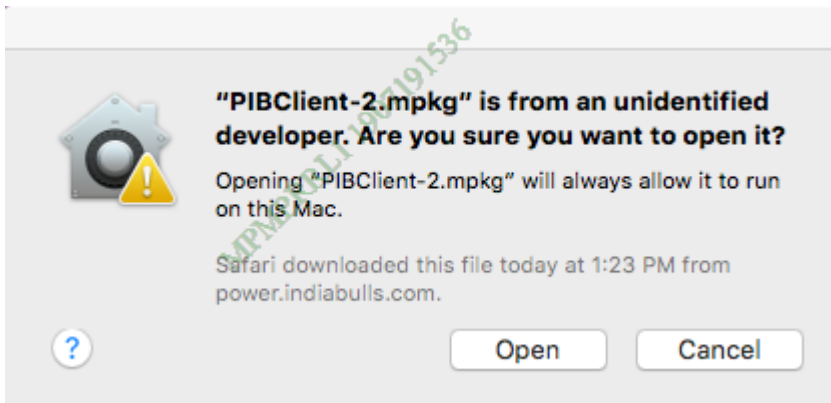 "PIBClient-2.mpkg" is from an unidentified
developer. Are you sure you want to open it?
Opening "PIBClient-2.mpkg" will always allow it to run
on this Mac.
Safari downloaded this file today at 1:23 PM from
power.indiabulls.com.
?
Open
Cancel